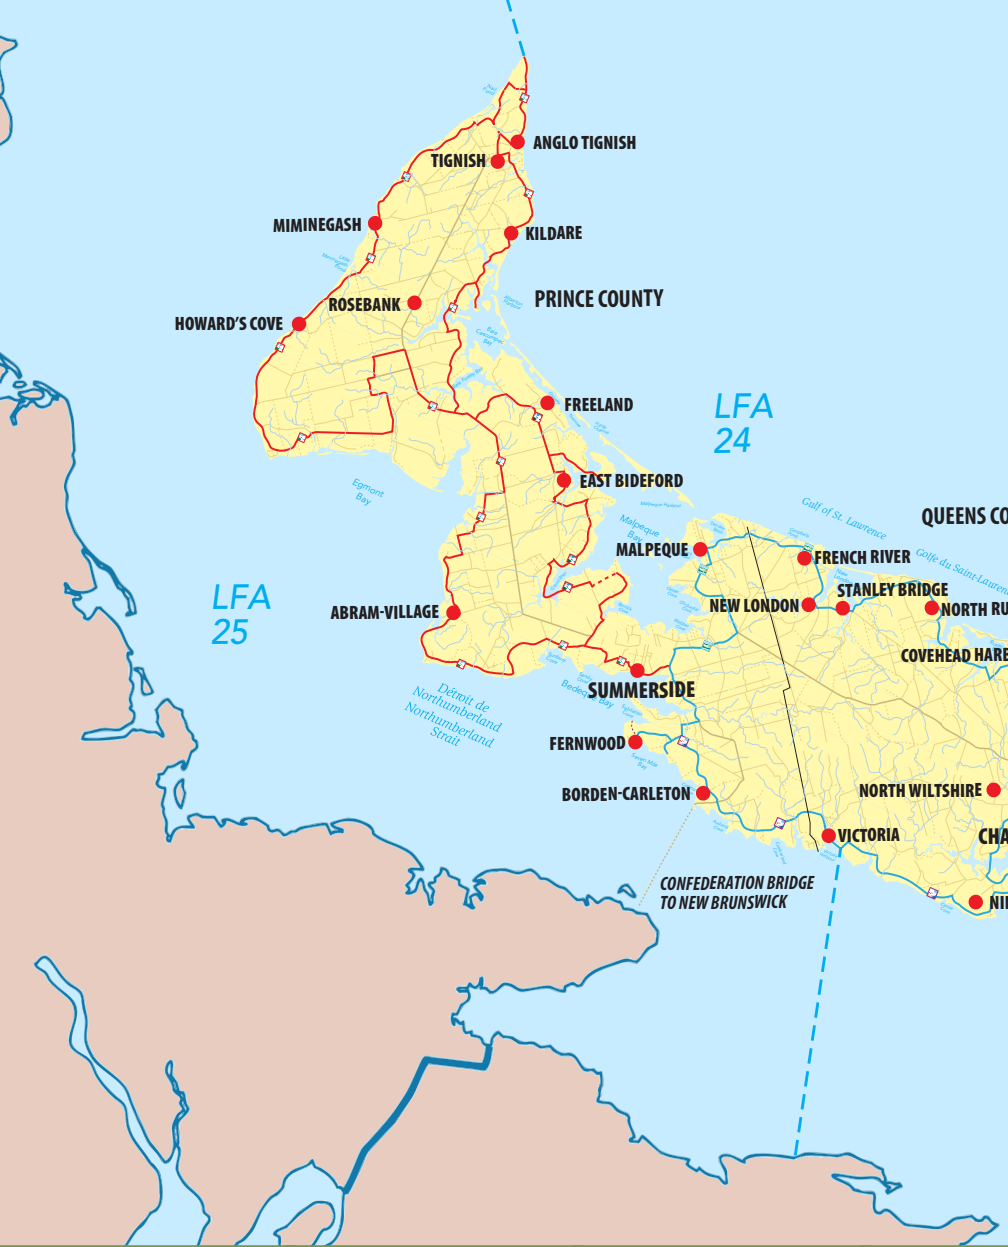 ANGLO TIGNISH
TIGNISH
MIMINEGASH
KILDARE
PRINCE COUNTY
ROSEBANK
HOWARD'S COVE
FREELAND
LFA
24
EAST BIDEFORD
Egmont
Bay
Gulf of St. Lawrence
QUEENS CO
Malpeque
Bay
MALPEQUE
FRENCH RIVER
Golfe du Saint-Lauren
LFA
25
STANLEY BRIDGE
NEW LONDON
NORTH RU
ABRAM-VILLAGE
COVEHEAD HARB
SUMMERSIDE
Bedeque Bay
Détroit de
Northumberland
Northumberland
Strait
FERNWOOD
BORDEN-CARLETON
NORTH WILTSHIRE
VICTORIA
CHA
CONFEDERATION BRIDGE
TO NEW BRUNSWICK